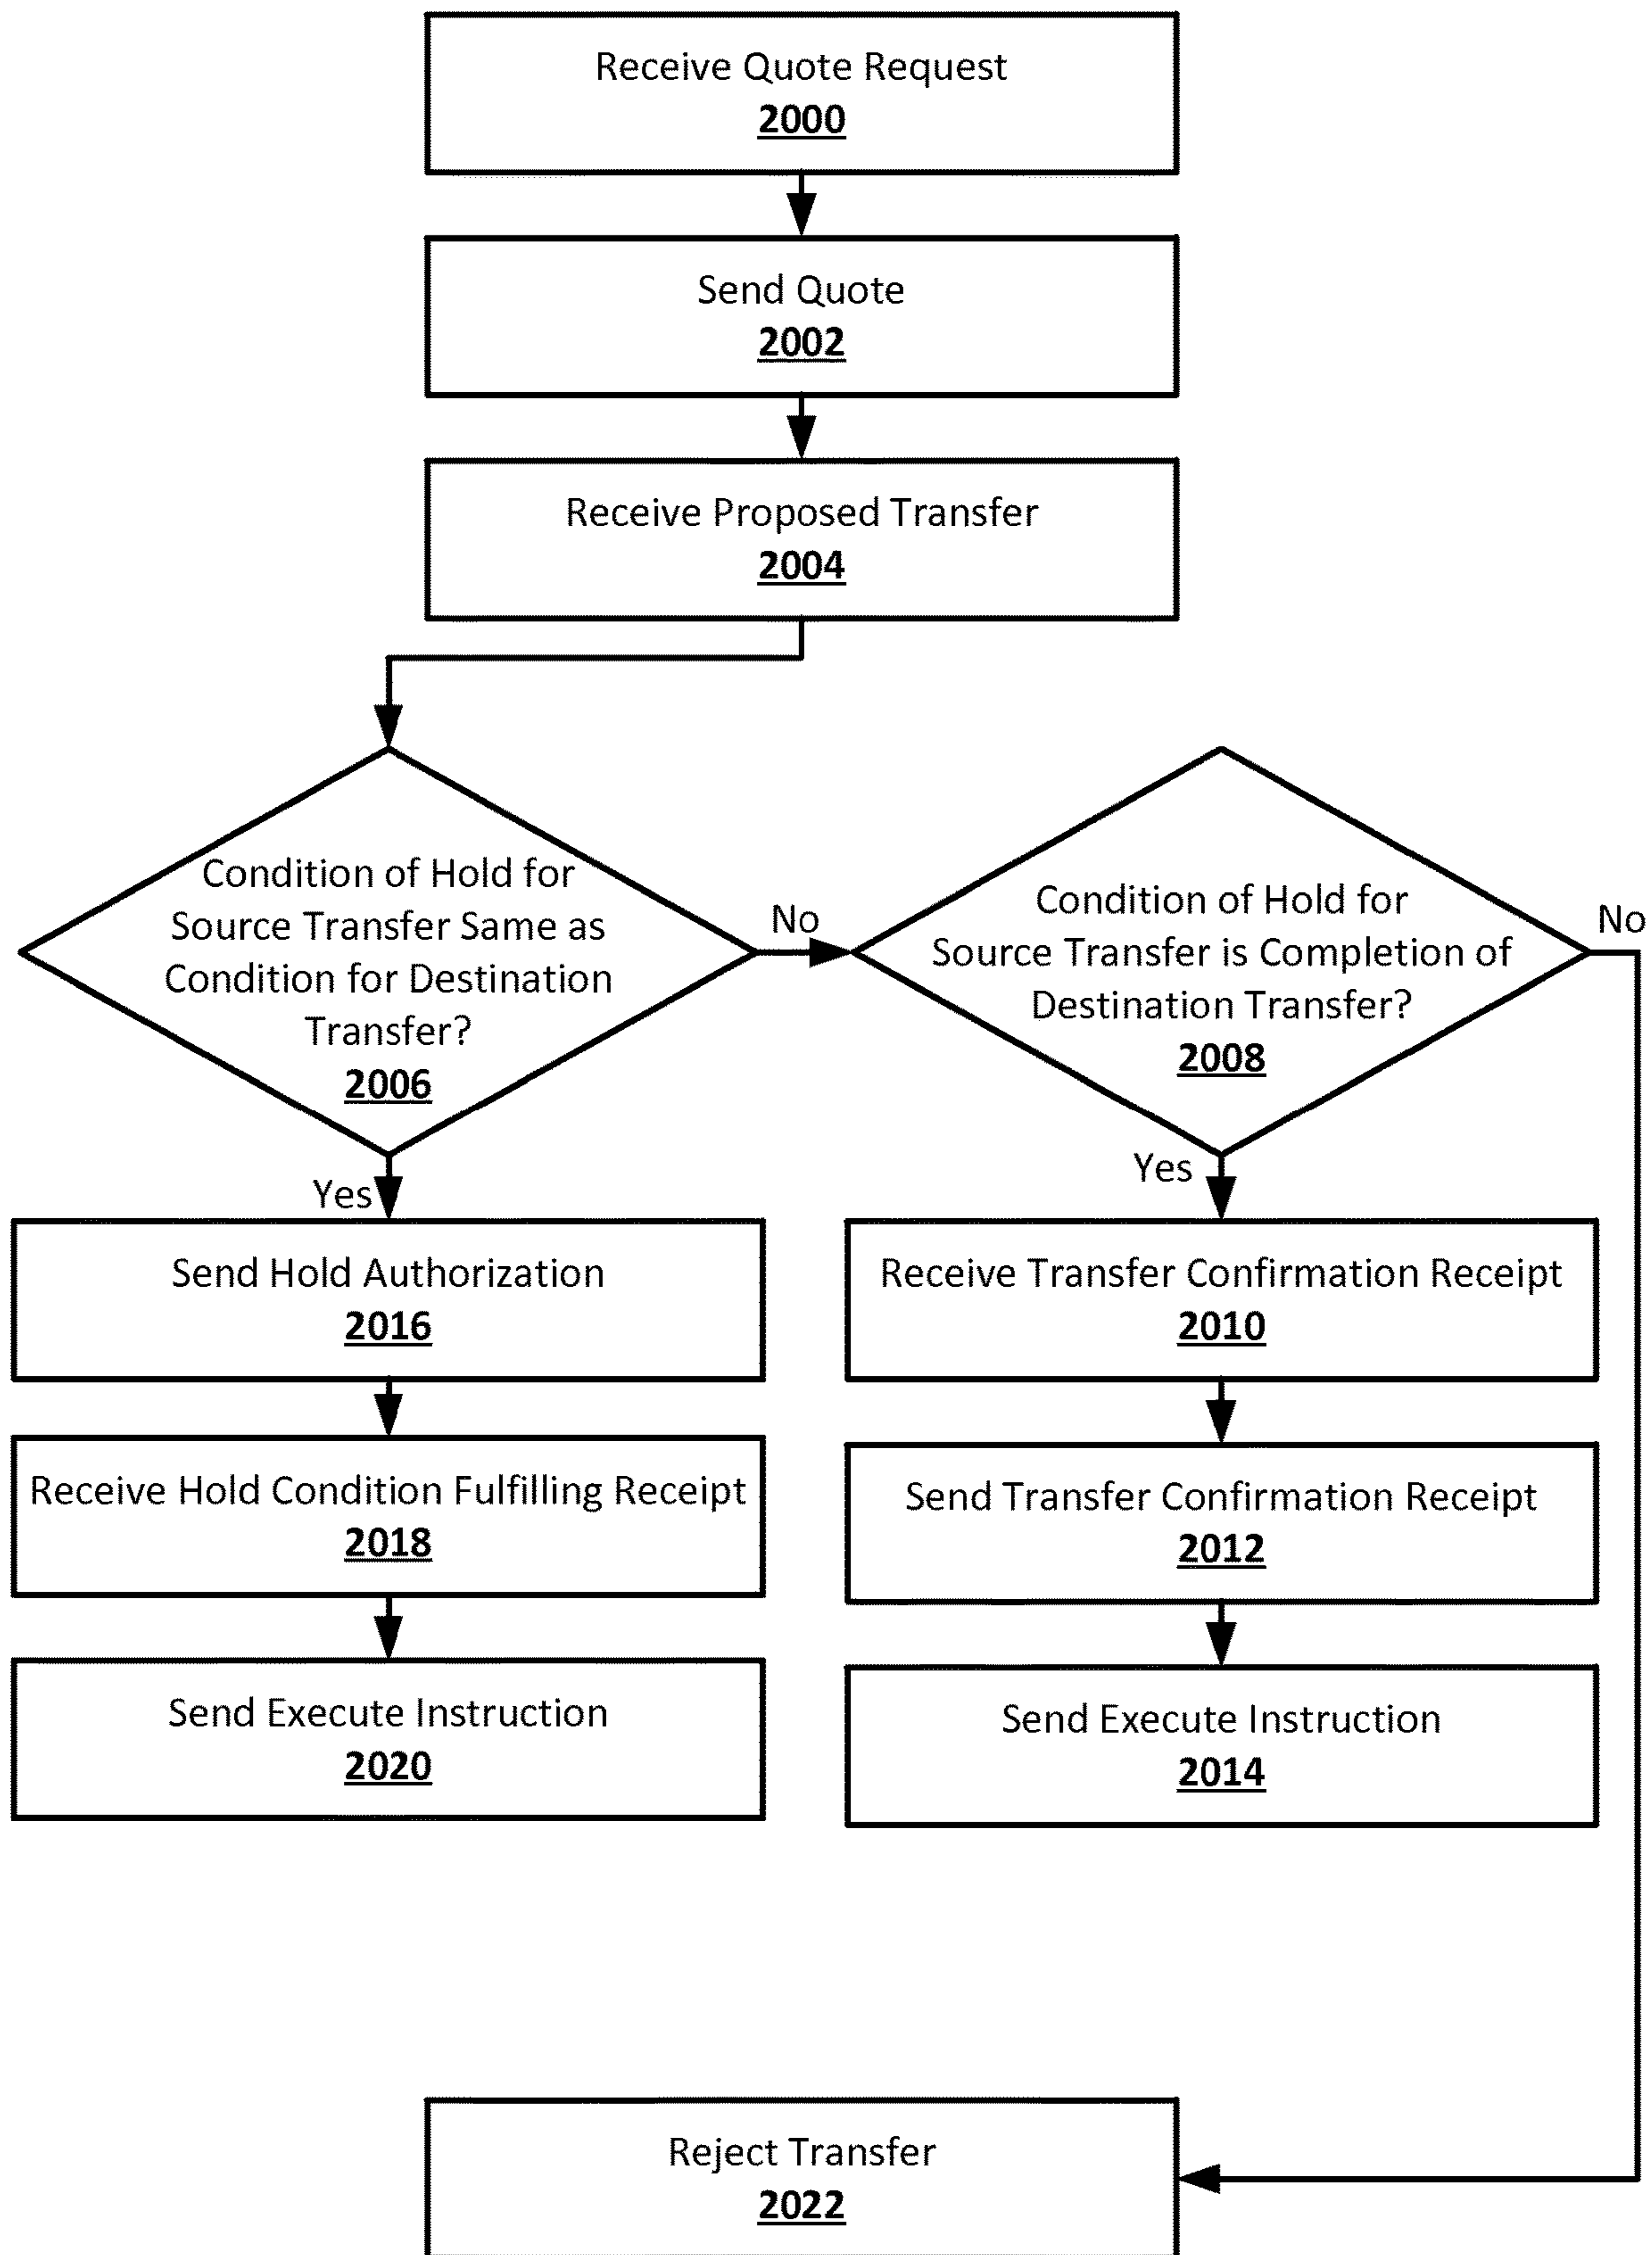 Receive Quote Request
2000
Send Quote
2002
Receive Proposed Transfer
2004
Condition of Hold for
Source Transfer Same as
Condition for Destination
Transfer?
2006
No
Condition of Hold for
Source Transfer is Completion of
Destination Transfer?
2008
No
Yes
Yes
Send Hold Authorization
2016
Receive Transfer Confirmation Receipt
2010
Receive Hold Condition Fulfilling Receipt
2018
Send Transfer Confirmation Receipt
2012
Send Execute Instruction
2020
Send Execute Instruction
2014
Reject Transfer
2022